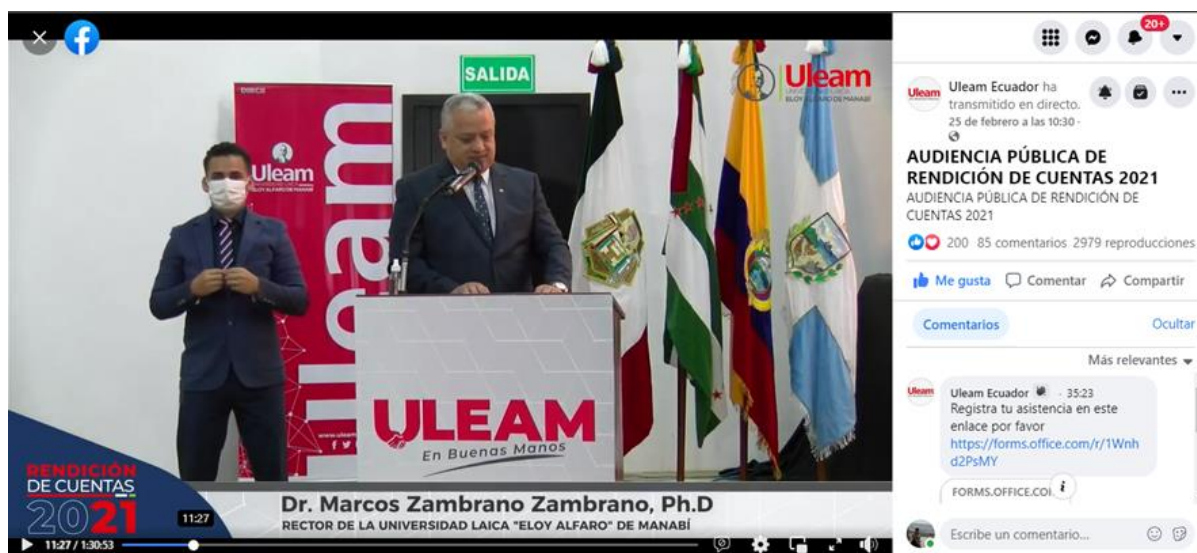 SALIDA
Uleam
UNIVERSIDAD LAICA
ELOY ALFARO DE MANABÍ
Uleam
Uleam
ULEAM
En Buenas Manos
RENDICIÓN
DE CUENTAS
2021
Dr. Marcos Zambrano Zambrano, Ph.D
RECTOR DE LA UNIVERSIDAD LAICA "ELOY ALFARO" DE MANABÍ
11:27
11:27 / 1:30:53
20+
Uleam
Uleam Ecuador ha
transmitido en directo.
25 de febrero a las 10:30 ·
AUDIENCIA PÚBLICA DE
RENDICIÓN DE CUENTAS 2021
AUDIENCIA PÚBLICA DE RENDICIÓN DE
CUENTAS 2021
200 85 comentarios 2979 reproducciones
Me gusta Comentar Compartir
Comentarios Ocultar
Más relevantes
Uleam
Uleam Ecuador · 35:23
Registra tu asistencia en este
enlace por favor
https://forms.office.com/r/1Wnh
d2PsMY
FORMS.OFFICE.CO
Escribe un comentario...